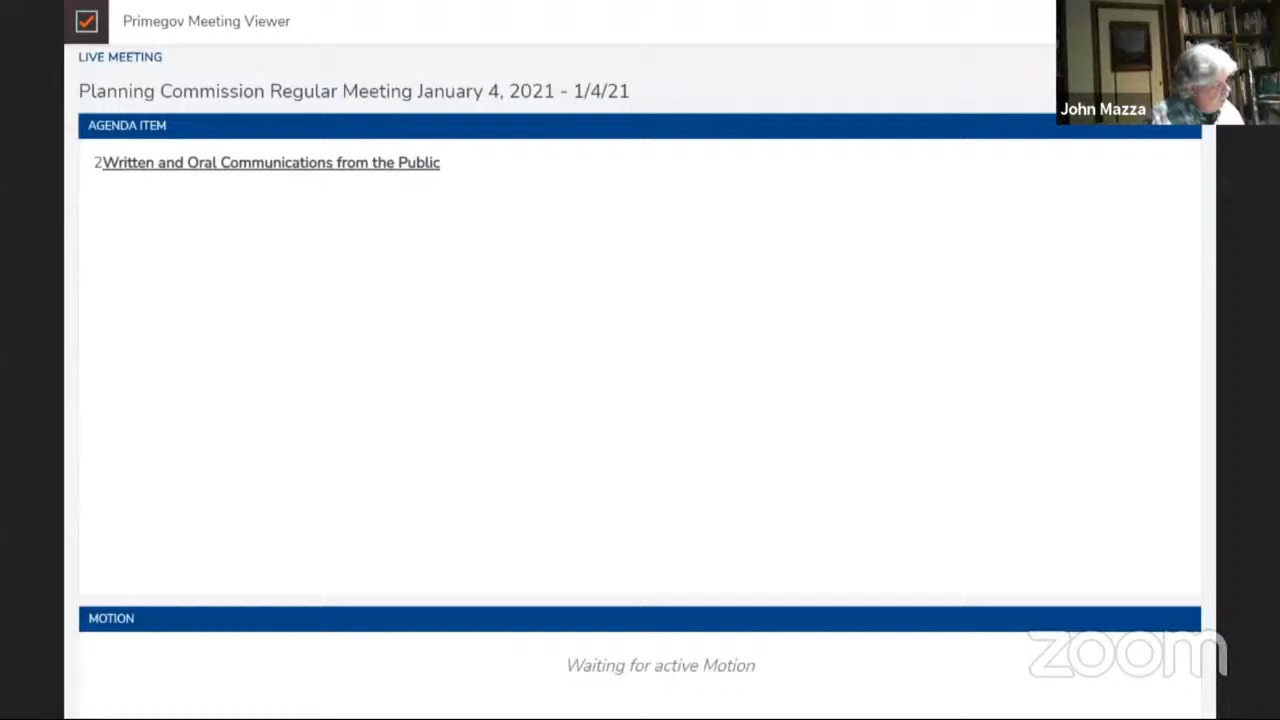 Primegov Meeting Viewer
LIVE MEETING
Planning Commission Regular Meeting January 4, 2021 - 1/4/21
John Mazza
AGENDA ITEM
2Written and Oral Communications from the Public
MOTION
Waiting for active Motion
zoom